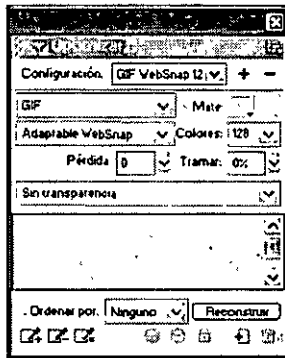 Configuración: GIF WebSnap 12
GIF Mate:
Adaptable WebSnap Colores: 128
Pérdida: 0 Tramar: 0%
Sin transparencia
Ordenar por: Ninguno Reconstruir